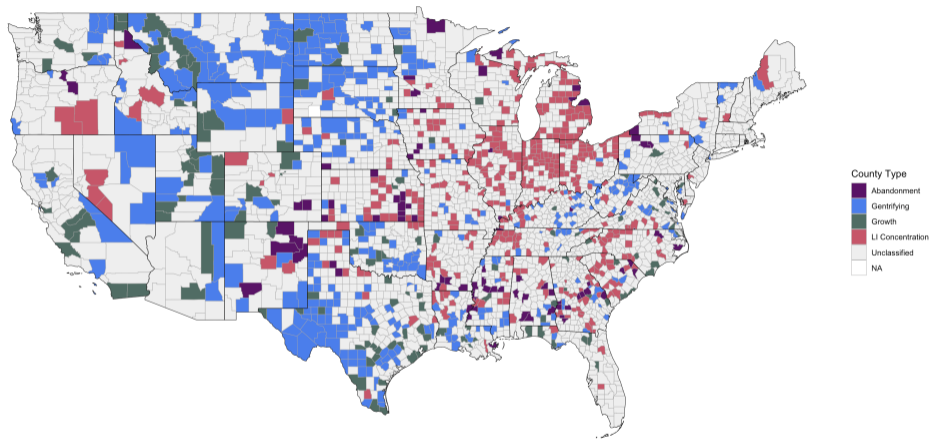 County Type
Abandonment
Gentrifying
Growth
LI Concentration
Unclassified
NA